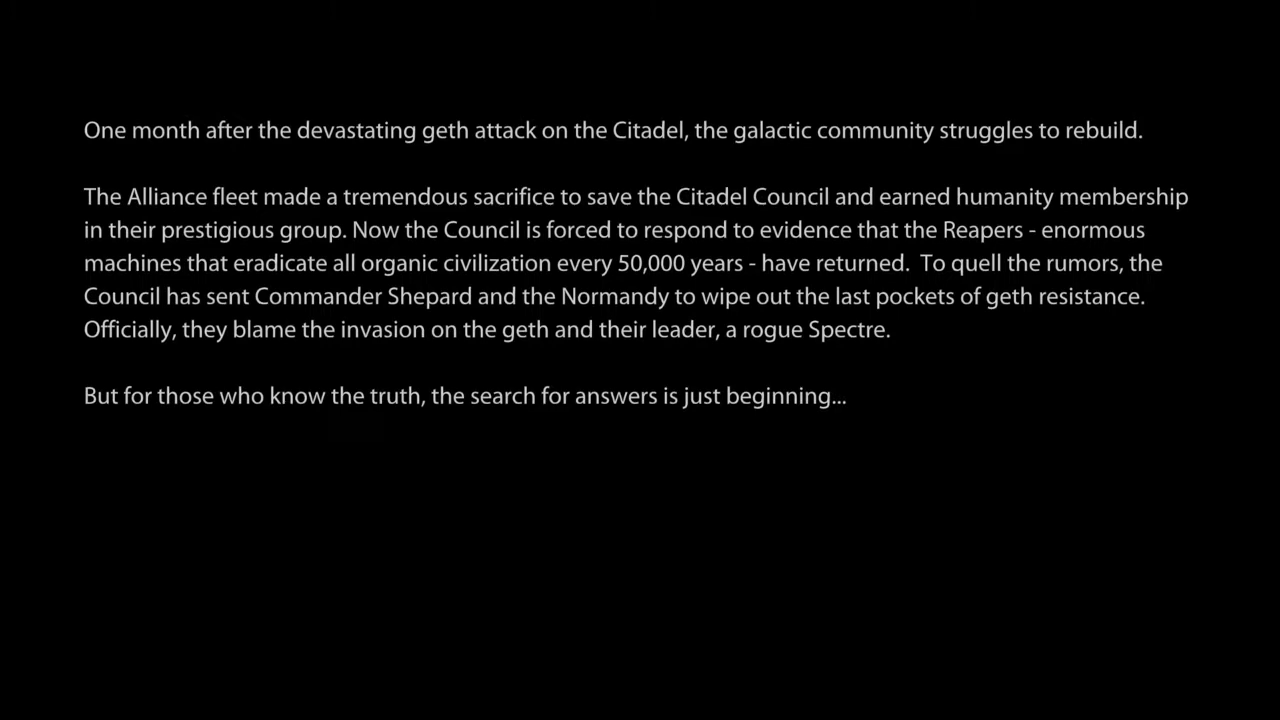 One month after the devastating geth attack on the Citadel, the galactic community struggles to rebuild.
The Alliance fleet made a tremendous sacrifice to save the Citadel Council and earned humanity membership
in their prestigious group. Now the Council is forced to respond to evidence that the Reapers - enormous
machines that eradicate all organic civilization every 50,000 years - have returned.  To quell the rumors, the
Council has sent Commander Shepard and the Normandy to wipe out the last pockets of geth resistance.
Officially, they blame the invasion on the geth and their leader, a rogue Spectre.
But for those who know the truth, the search for answers is just beginning...